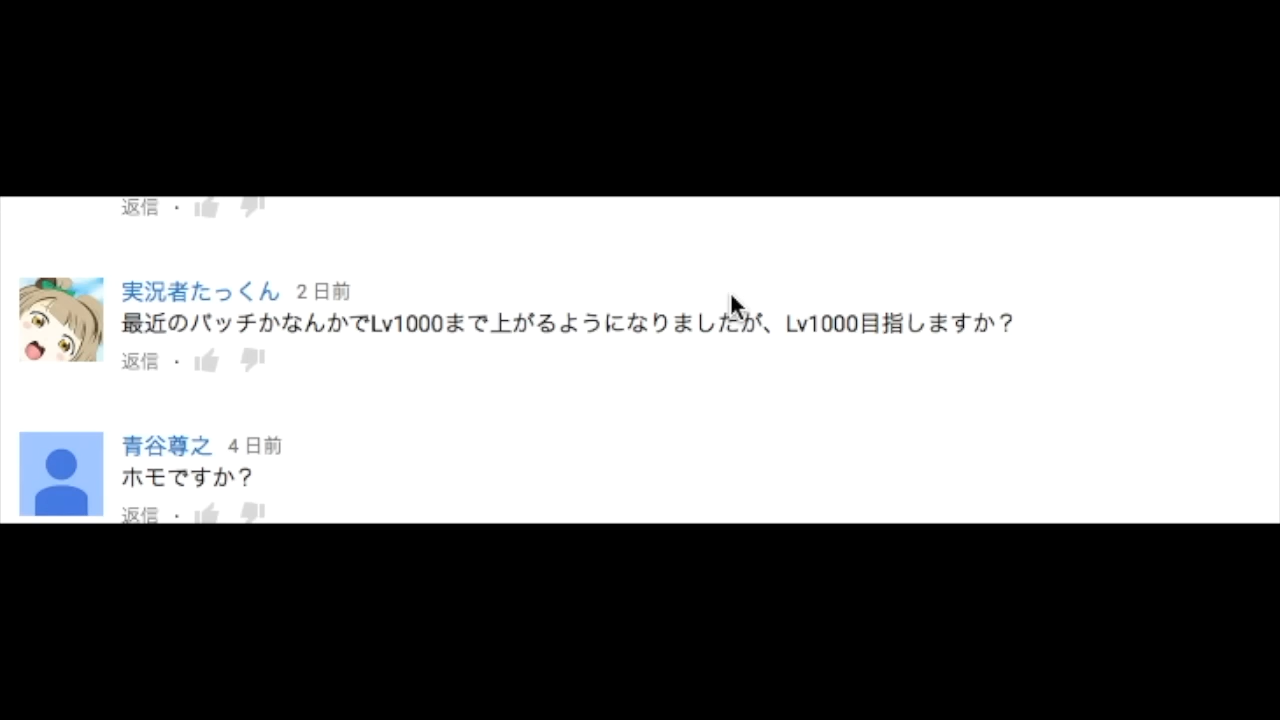 返信 ・
実況者たっくん 2 日前
最近のパッチかなんかでLv1000まで上がるようになりましたが、Lv1000目指しますか？
返信 ・
青谷尊之 4 日前
ホモですか？
返信 ・